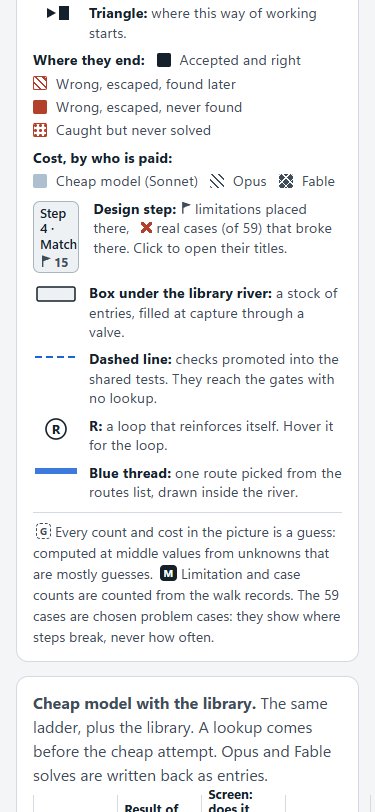 Triangle: where this way of working
starts.
Where they end: Accepted and right
Wrong, escaped, found later
Wrong, escaped, never found
Caught but never solved
Cost, by who is paid:
Cheap model (Sonnet) Opus Fable
Step
4 ·
Match
15
Design step: limitations placed
there, real cases (of 59) that broke
there. Click to open their titles.
Box under the library river: a stock of
entries, filled at capture through a
valve.
Dashed line: checks promoted into the
shared tests. They reach the gates with
no lookup.
R
R: a loop that reinforces itself. Hover it
for the loop.
Blue thread: one route picked from the
routes list, drawn inside the river.
G Every count and cost in the picture is a guess:
computed at middle values from unknowns that
are mostly guesses. M Limitation and case
counts are counted from the walk records. The 59
cases are chosen problem cases: they show where
steps break, never how often.
Cheap model with the library. The same
ladder, plus the library. A lookup comes
before the cheap attempt. Opus and Fable
solves are written back as entries.
Screen:
Result of does it